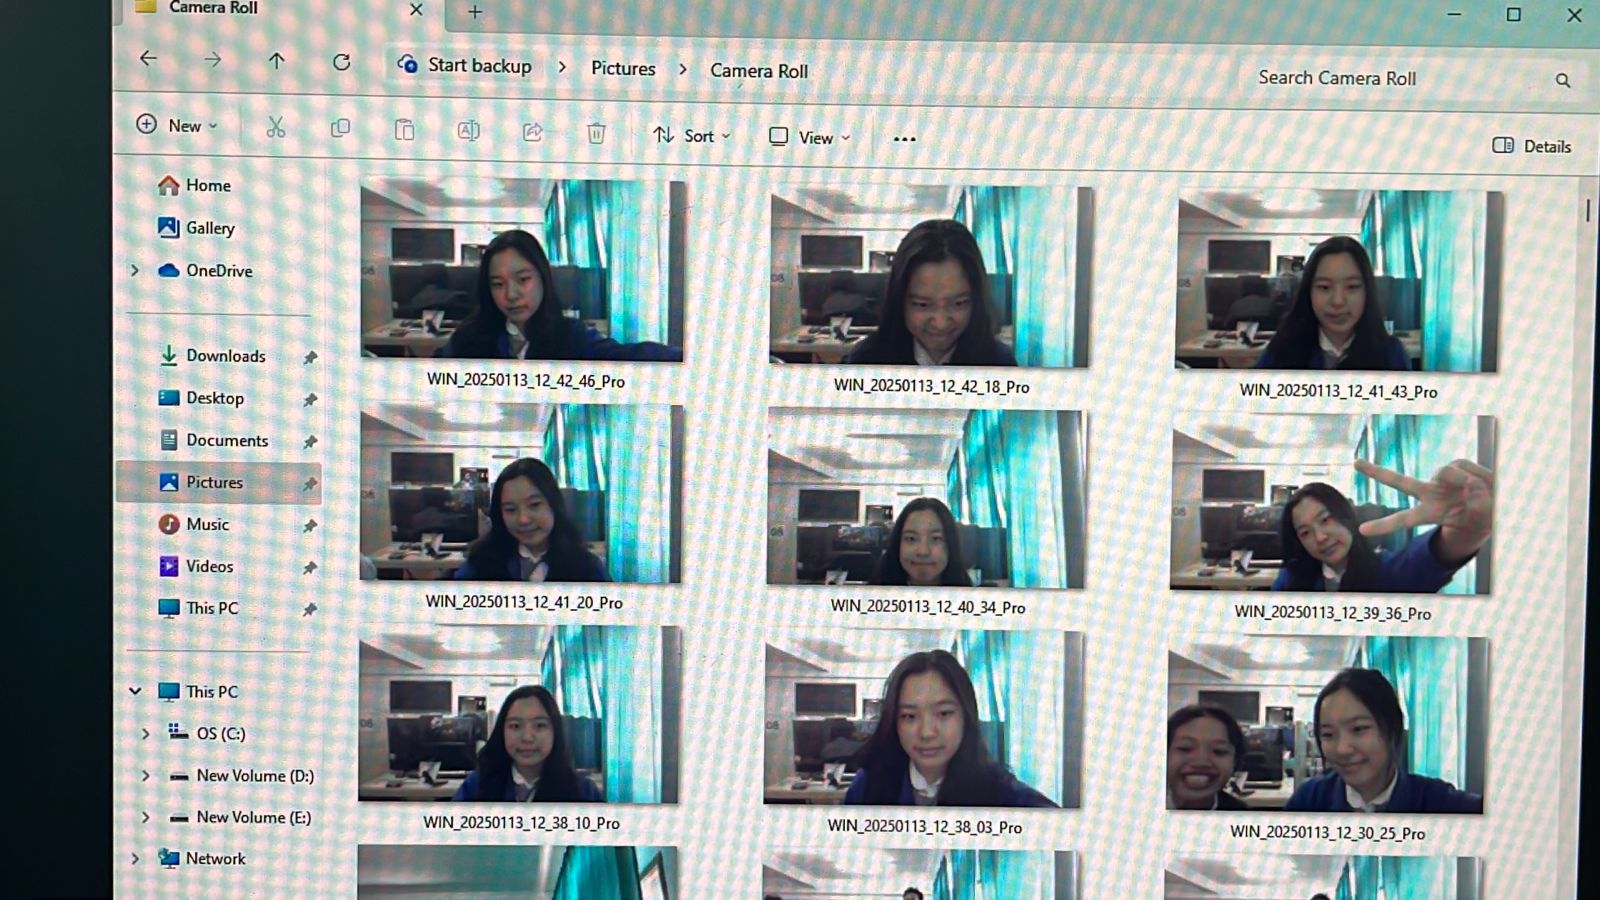 Camera Roll
Start backup > Pictures > Camera Roll
Search Camera Roll
New
Sort
View
Details
Home
Gallery
OneDrive
Downloads
Desktop
Documents
Pictures
Music
Videos
This PC
This PC
OS (C:)
New Volume (D:)
New Volume (E:)
Network
WIN_20250113_12_42_46_Pro
WIN_20250113_12_42_18_Pro
WIN_20250113_12_41_43_Pro
WIN_20250113_12_41_20_Pro
WIN_20250113_12_40_34_Pro
WIN_20250113_12_39_36_Pro
WIN_20250113_12_38_10_Pro
WIN_20250113_12_38_03_Pro
WIN_20250113_12_30_25_Pro